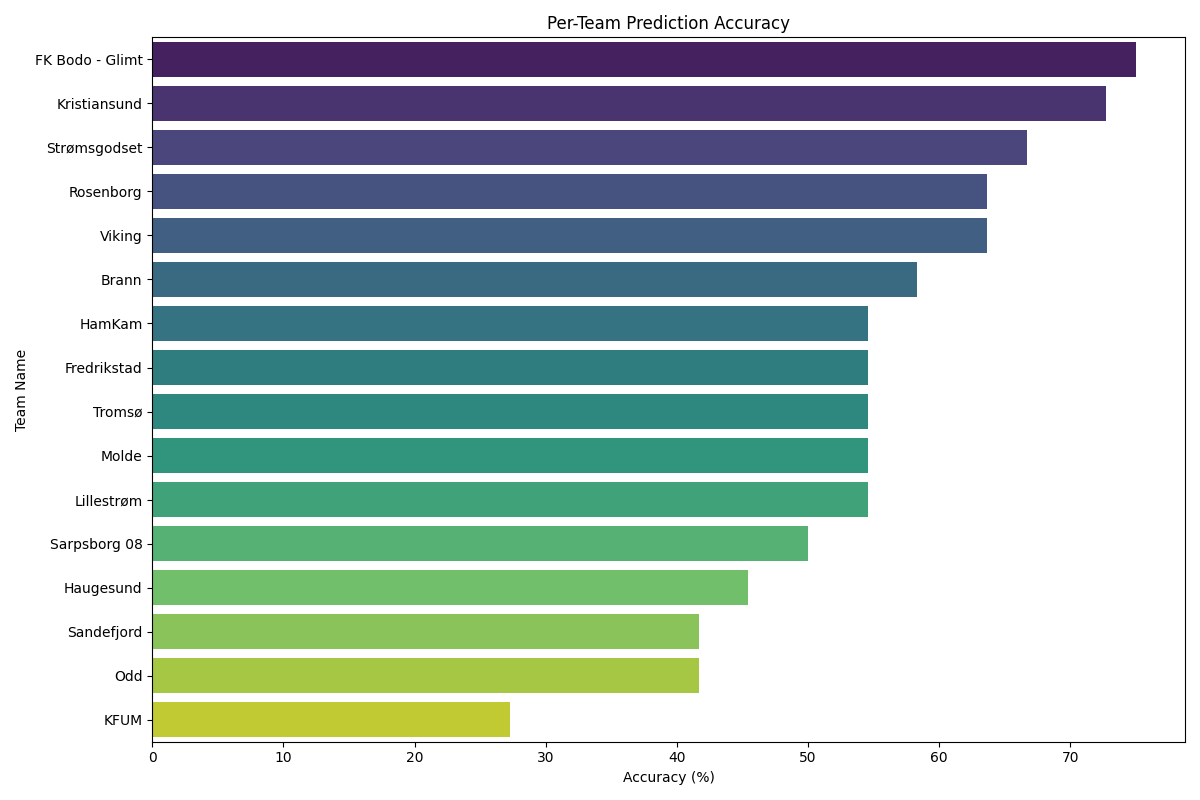 Per-Team Prediction Accuracy
Team Name
FK Bodo - Glimt
Kristiansund
Strømsgodset
Rosenborg
Viking
Brann
HamKam
Fredrikstad
Tromsø
Molde
Lillestrøm
Sarpsborg 08
Haugesund
Sandefjord
Odd
KFUM
0 10 20 30 40 50 60 70
Accuracy (%)